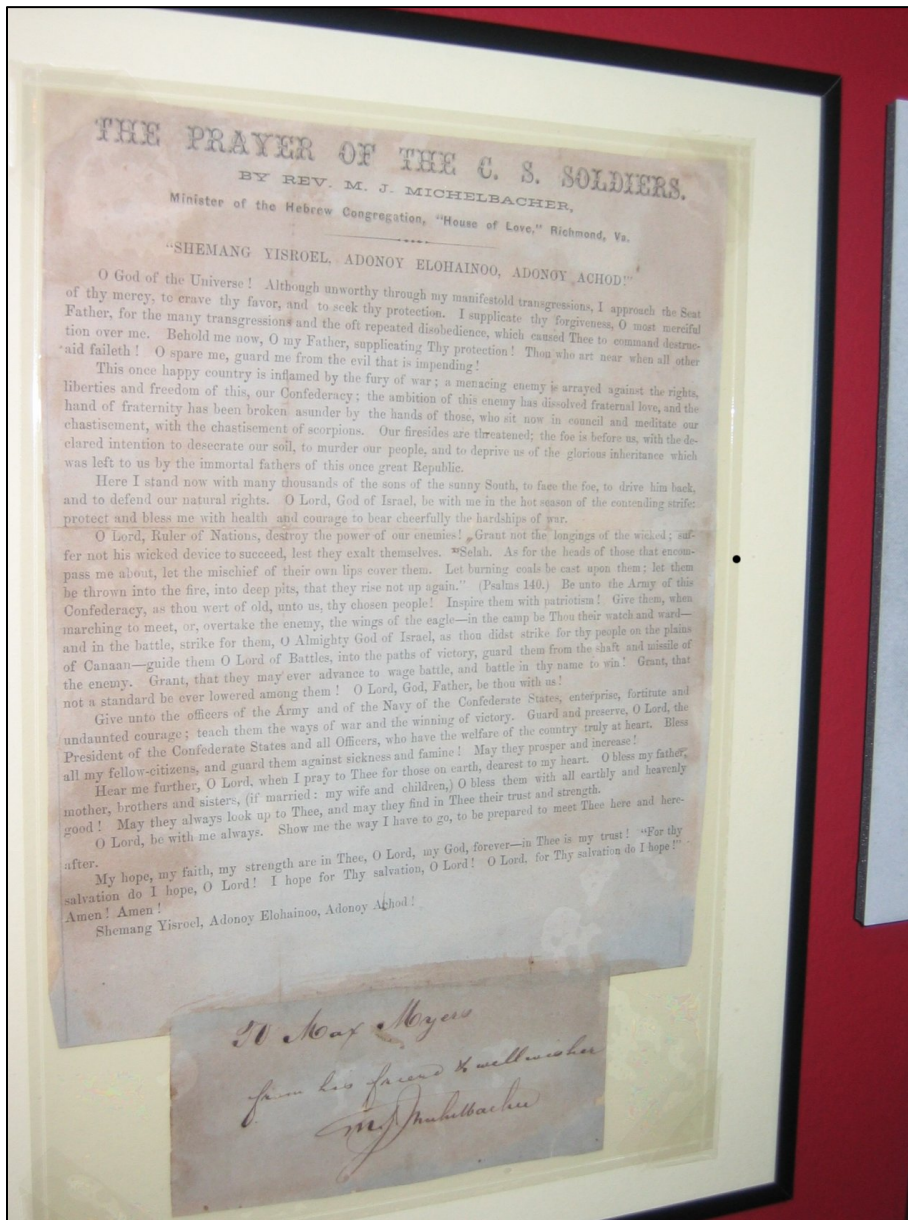 THE PRAYER OF THE C. S. SOLDIERS.
BY REV. M. J. MICHELBACHER,
Minister of the Hebrew Congregation, "House of Love," Richmond, Va.
"SHEMANG YISROEL, ADONOY ELOHAINOO, ADONOY ACHOD!"
O God of the Universe! Although unworthy through my manifestold transgressions, I approach the Seat
of thy mercy, to crave thy favor, and to seek thy protection. I supplicate thy forgiveness, O most merciful
Father, for the many transgressions and the oft repeated disobedience, which caused Thee to command destruc-
tion over me. Behold me now, O my Father, supplicating Thy protection! Thou who art near when all other
aid faileth! O spare me, guard me from the evil that is impending!
This once happy country is inflamed by the fury of war; a menacing enemy is arrayed against the rights,
liberties and freedom of this, our Confederacy; the ambition of this enemy has dissolved fraternal love, and the
hand of fraternity has been broken asunder by the hands of those, who sit now in council and meditate our
chastisement, with the chastisement of scorpions. Our firesides are threatened; the foe is before us, with the de-
clared intention to desecrate our soil, to murder our people, and to deprive us of the glorious inheritance which
was left to us by the immortal fathers of this once great Republic.
Here I stand now with many thousands of the sons of the sunny South, to face the foe, to drive him back,
and to defend our natural rights. O Lord, God of Israel, be with me in the hot season of the contending strife;
protect and bless me with health and courage to bear cheerfully the hardships of war.
O Lord, Ruler of Nations, destroy the power of our enemies! "Grant not the longings of the wicked; suf-
fer not his wicked device to succeed, lest they exalt themselves. "Selah. As for the heads of those that encom-
pass me about, let the mischief of their own lips cover them. Let burning coals be cast upon them; let them
be thrown into the fire, into deep pits, that they rise not up again." (Psalms 140.) Be unto the Army of this
Confederacy, as thou wert of old, unto us, thy chosen people! Inspire them with patriotism! Give them, when
marching to meet, or, overtake the enemy, the wings of the eagle—in the camp be Thou their watch and ward—
and in the battle, strike for them, O Almighty God of Israel, as thou didst strike for thy people on the plains
of Canaan—guide them O Lord of Battles, into the paths of victory, guard them from the shaft and missile of
the enemy. Grant, that they may ever advance to wage battle, and battle in thy name to win! Grant, that
not a standard be ever lowered among them! O Lord, God, Father, be thou with us!
Give unto the officers of the Army and of the Navy of the Confederate States, enterprise, fortitute and
undaunted courage; teach them the ways of war and the winning of victory. Guard and preserve, O Lord, the
President of the Confederate States and all Officers, who have the welfare of the country truly at heart. Bless
all my fellow-citizens, and guard them against sickness and famine! May they prosper and increase!
Hear me further, O Lord, when I pray to Thee for those on earth, dearest to my heart. O bless my father,
mother, brothers and sisters, (if married: my wife and children,) O bless them with all earthly and heavenly
good! May they always look up to Thee, and may they find in Thee their trust and strength.
O Lord, be with me always. Show me the way I have to go, to be prepared to meet Thee here and here-
after.
My hope, my faith, my strength are in Thee, O Lord, my God, forever—in Thee is my trust! "For thy
salvation do I hope, O Lord! I hope for Thy salvation, O Lord! O Lord, for Thy salvation do I hope!"
Amen! Amen!
Shemang Yisroel, Adonoy Elohainoo, Adonoy Achod!
To Max Myers
from his friend & wellwisher
M J Michelbacher